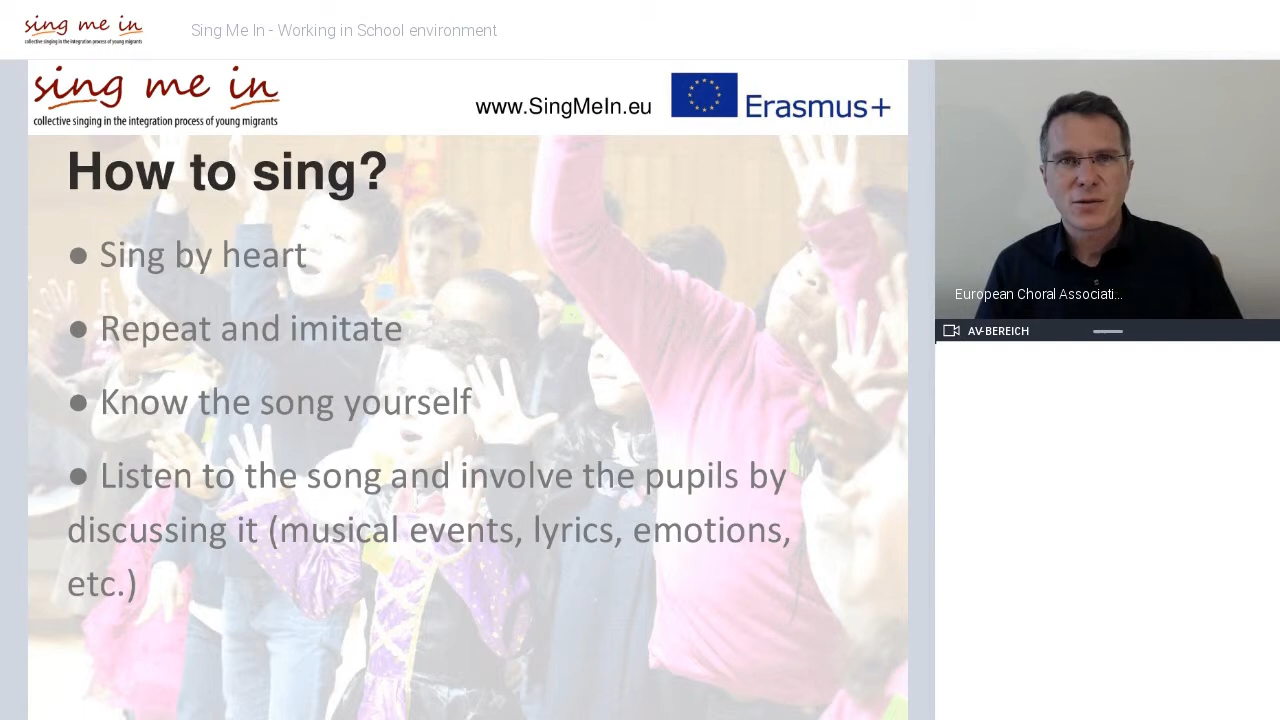 sing me in
collective singing in the integration process of young migrants
Sing Me In - Working in School environment
sing me in
collective singing in the integration process of young migrants
www.SingMeIn.eu
Erasmus+
How to sing?
● Sing by heart
● Repeat and imitate
● Know the song yourself
● Listen to the song and involve the pupils by
discussing it (musical events, lyrics, emotions,
etc.)
European Choral Associati...
AV-BEREICH